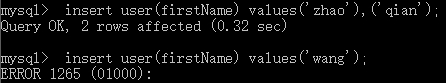 mysql>  insert user(firstName) values('zhao'),('qian');
Query OK, 2 rows affected (0.32 sec)
mysql>  insert user(firstName) values('wang');
ERROR 1265 (01000):